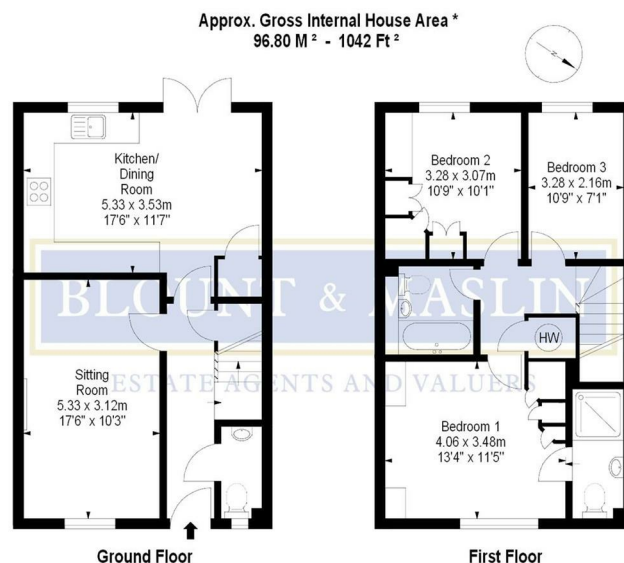 Approx. Gross Internal House Area *
96.80 M ² - 1042 Ft ²
N
Kitchen/
Dining
Room
5.33 x 3.53m
17'6" x 11'7"
Sitting
Room
5.33 x 3.12m
17'6" x 10'3"
Ground Floor
Bedroom 2
3.28 x 3.07m
10'9" x 10'1"
Bedroom 3
3.28 x 2.16m
10'9" x 7'1"
HW
Bedroom 1
4.06 x 3.48m
13'4" x 11'5"
First Floor
BLOUNT & MASLIN
ESTATE AGENTS AND VALUERS